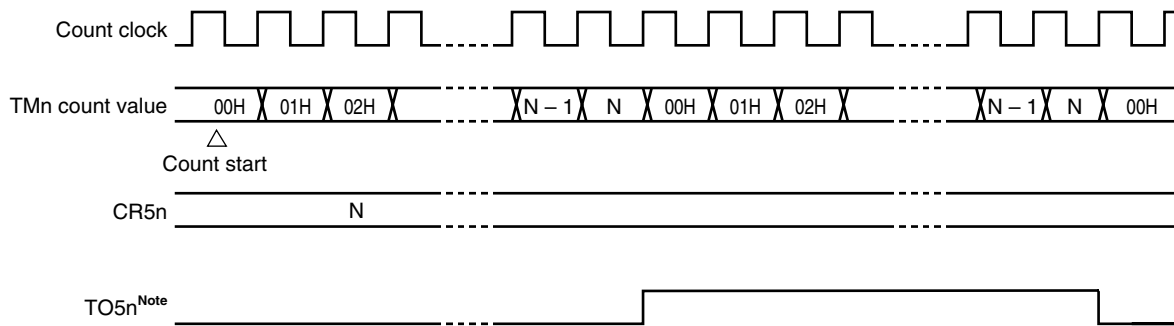 Count clock
TMn count value 00H 01H 02H N – 1 N 00H 01H 02H N – 1 N 00H
Count start
CR5n N
TO5nNote